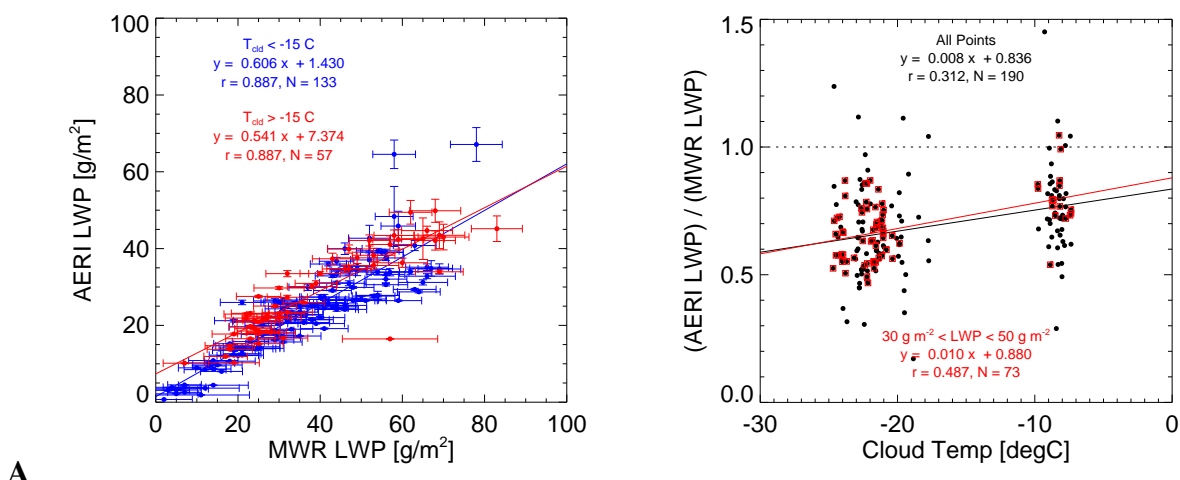 T_cld < -15 C
y = 0.606 x + 1.430
r = 0.887, N = 133
T_cld > -15 C
y = 0.541 x + 7.374
r = 0.887, N = 57
100
80
60
40
20
0
0 20 40 60 80 100
AERI LWP [g/m²]
MWR LWP [g/m²]
All Points
y = 0.008 x + 0.836
r = 0.312, N = 190
30 g m⁻² < LWP < 50 g m⁻²
y = 0.010 x + 0.880
r = 0.487, N = 73
1.5
1.0
0.5
0.0
-30 -20 -10 0
(AERI LWP) / (MWR LWP)
Cloud Temp [degC]
A